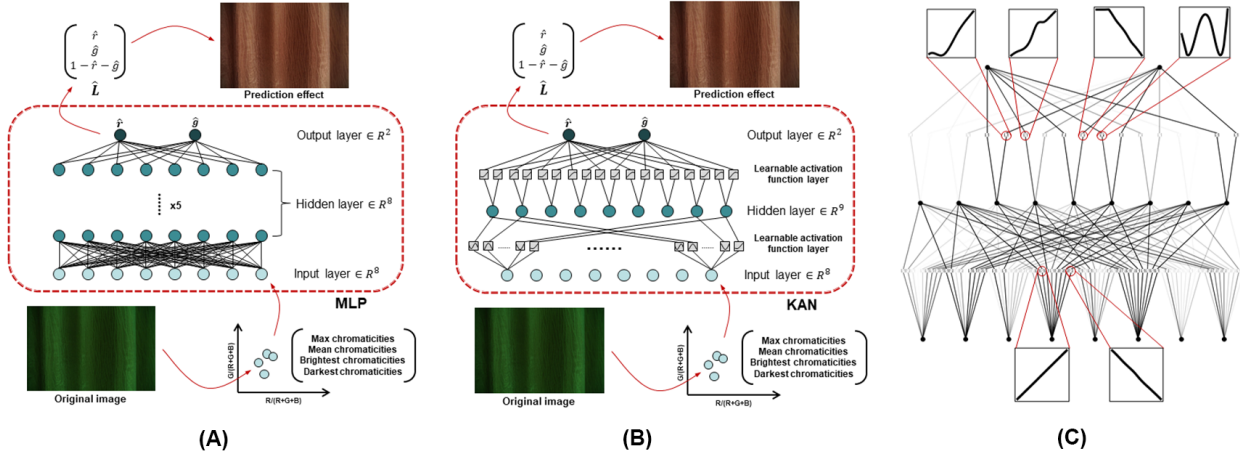 r̂
ĝ
1 − r̂ − ĝ
L̂
Prediction effect
r̂
ĝ
Output layer ∈ R²
x5
Hidden layer ∈ R⁸
Input layer ∈ R⁸
MLP
Original image
G/(R+G+B)
R/(R+G+B)
Max chromaticities
Mean chromaticities
Brightest chromaticities
Darkest chromaticities
(A)
r̂
ĝ
1 − r̂ − ĝ
L̂
Prediction effect
r̂
ĝ
Output layer ∈ R²
Learnable activation
function layer
Hidden layer ∈ R⁹
Learnable activation
function layer
Input layer ∈ R⁸
KAN
Original image
G/(R+G+B)
R/(R+G+B)
Max chromaticities
Mean chromaticities
Brightest chromaticities
Darkest chromaticities
(B)
(C)